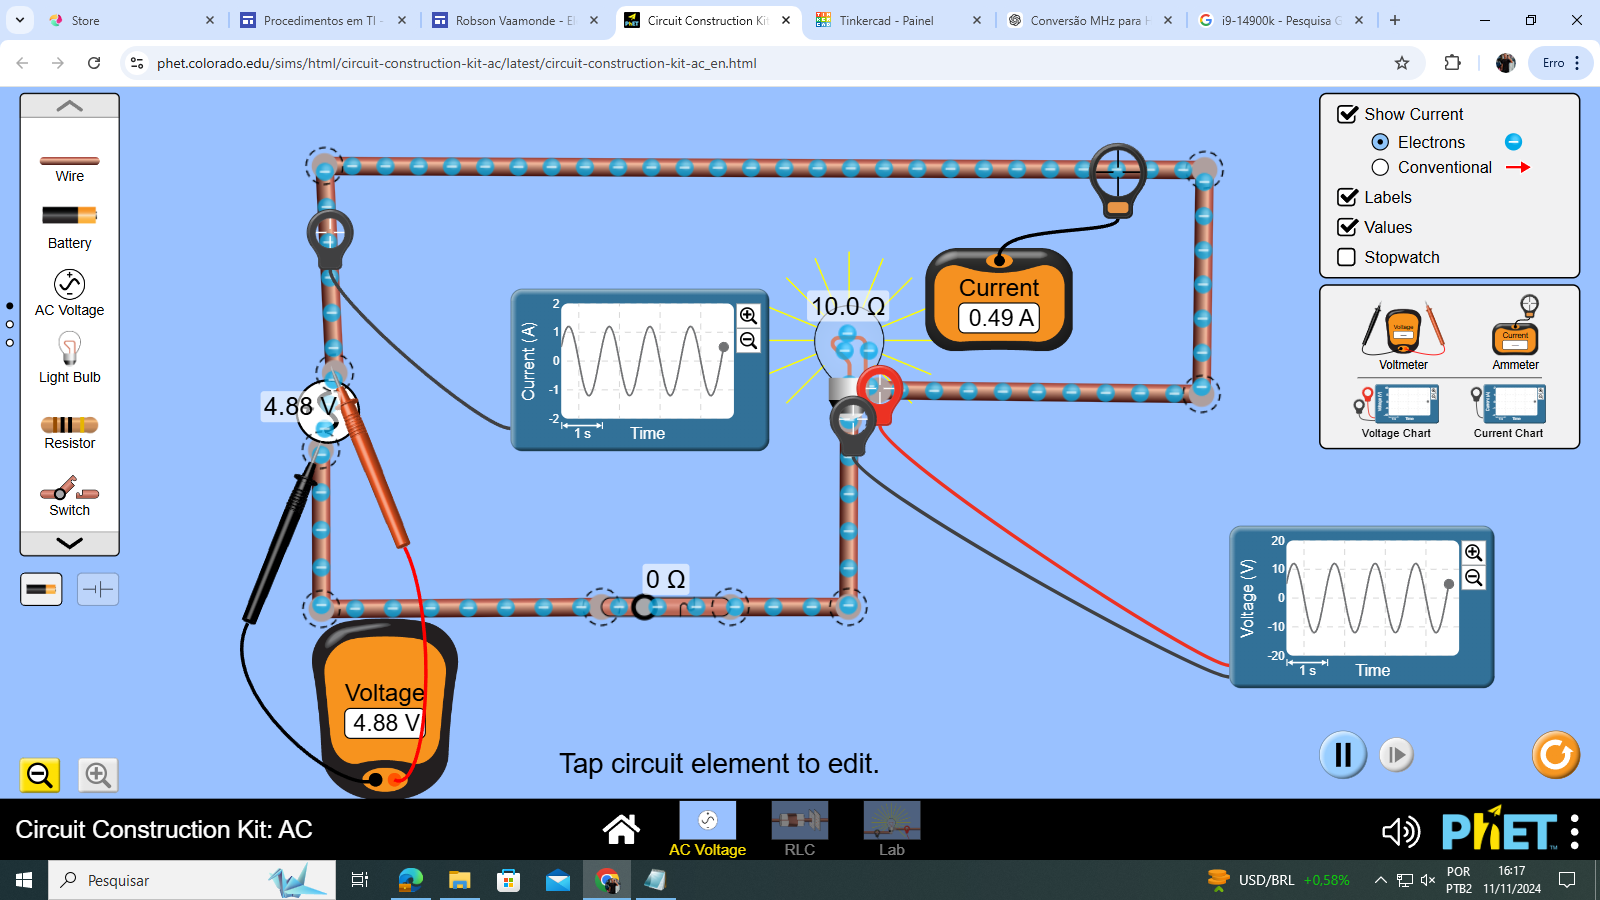 Store
Procedimentos em TI -
Robson Vaamonde - El
Circuit Construction Kit
Tinkercad - Painel
Conversão MHz para H
i9-14900k - Pesquisa G
phet.colorado.edu/sims/html/circuit-construction-kit-ac/latest/circuit-construction-kit-ac_en.html
Erro
Wire
Battery
AC Voltage
Light Bulb
Resistor
Switch
Show Current
Electrons
Conventional
Labels
Values
Stopwatch
Voltage
Current
Voltmeter
Ammeter
Voltage Chart
Current Chart
10.0 Ω
Current
0.49 A
Current (A)
2
1
0
-1
-2
1 s
Time
4.88 V
0 Ω
Voltage
4.88 V
Voltage (V)
20
10
0
-10
-20
1 s
Time
Tap circuit element to edit.
Circuit Construction Kit: AC
AC Voltage
RLC
Lab
PhET
Pesquisar
USD/BRL +0,58%
POR
PTB2
16:17
11/11/2024